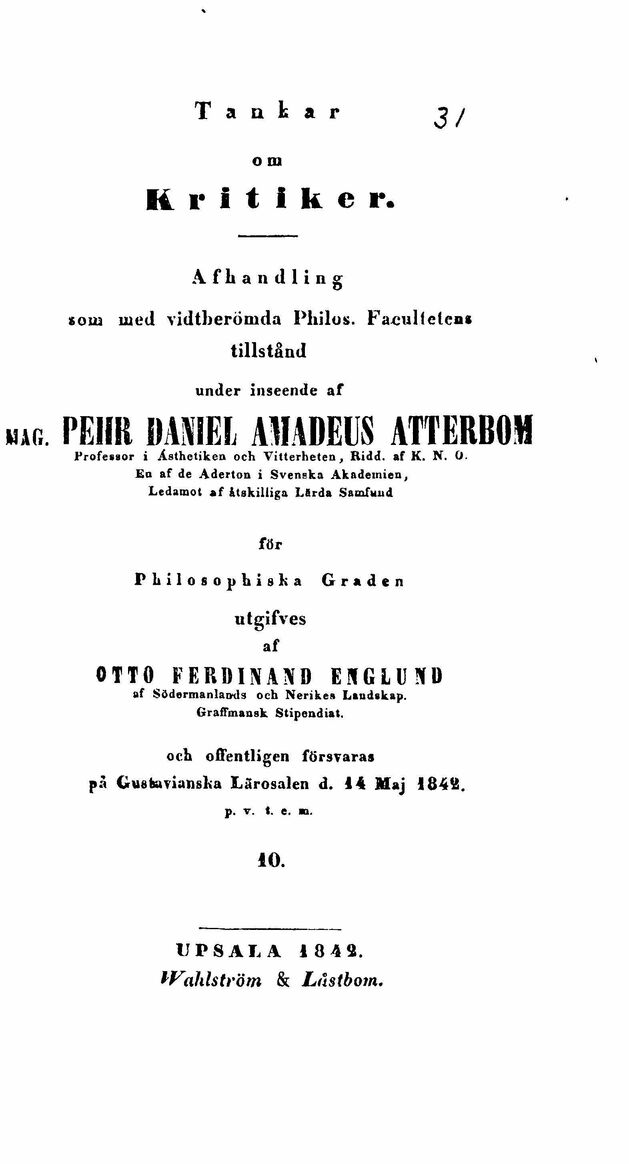 Tankar
31
om
Kritiker.
Afhandling
som med vidtberömda Philos. Facultetens
tillstånd
under inseende af
MAG. PEHR DANIEL AMADEUS ATTERBOM
Professor i Ästhetiken och Vitterheten, Ridd. af K. N. O.
En af de Aderton i Svenska Akademien,
Ledamot af åtskilliga Lärda Samfund
för
Philosophiska Graden
utgifves
af
OTTO FERDINAND ENGLUND
af Södermanlands och Nerikes Landskap.
Graffmansk Stipendiat.
och offentligen försvaras
på Gustavianska Lärosalen d. 14 Maj 1842.
p. v. t. e. m.
10.
UPSALA 1842.
Wahlström & Låstbom.